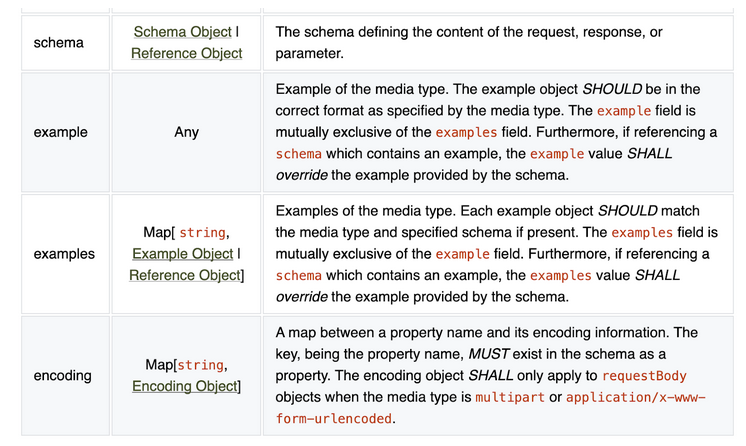 schema
Schema Object |
Reference Object
The schema defining the content of the request, response, or
parameter.
example
Any
Example of the media type. The example object SHOULD be in the
correct format as specified by the media type. The example field is
mutually exclusive of the examples field. Furthermore, if referencing a
schema which contains an example, the example value SHALL
override the example provided by the schema.
examples
Map[ string,
Example Object |
Reference Object]
Examples of the media type. Each example object SHOULD match
the media type and specified schema if present. The examples field is
mutually exclusive of the example field. Furthermore, if referencing a
schema which contains an example, the examples value SHALL
override the example provided by the schema.
encoding
Map[string,
Encoding Object]
A map between a property name and its encoding information. The
key, being the property name, MUST exist in the schema as a
property. The encoding object SHALL only apply to requestBody
objects when the media type is multipart or application/x-www-
form-urlencoded.